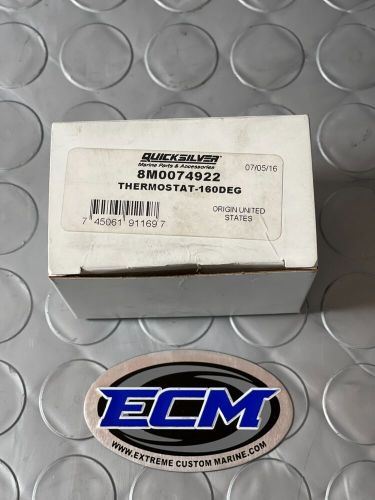 QUICKSILVER
Marine Parts & Accessories
07/05/16
8M0074922
THERMOSTAT-160DEG
7 45061 91169 7
ORIGIN UNITED
STATES
ECM
WWW.EXTREME CUSTOM MARINE.COM